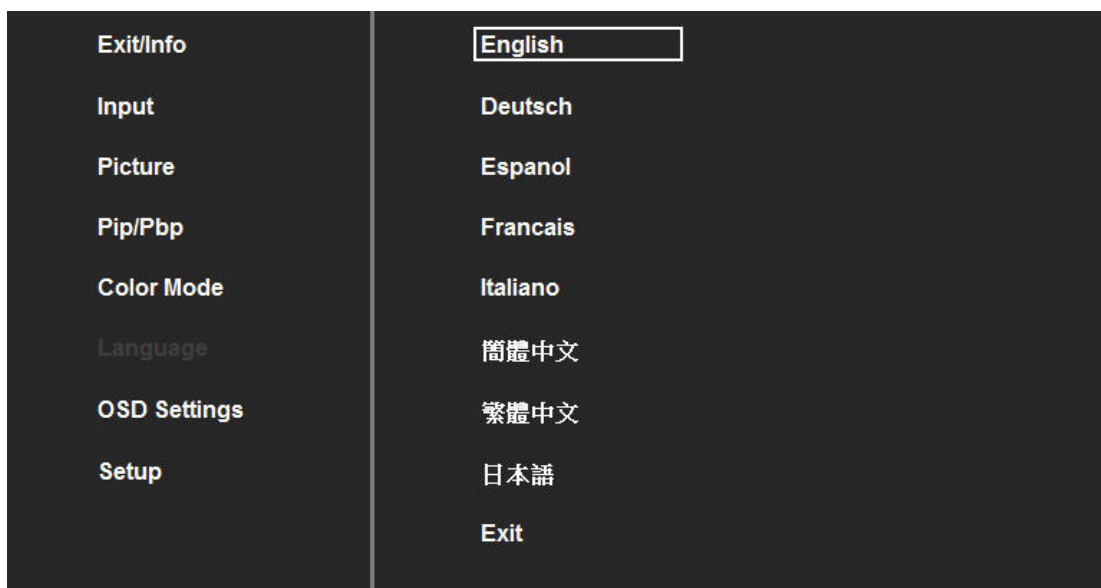 Exit/Info
Input
Picture
Pip/Pbp
Color Mode
Language
OSD Settings
Setup
English
Deutsch
Espanol
Francais
Italiano
簡體中文
繁體中文
日本語
Exit